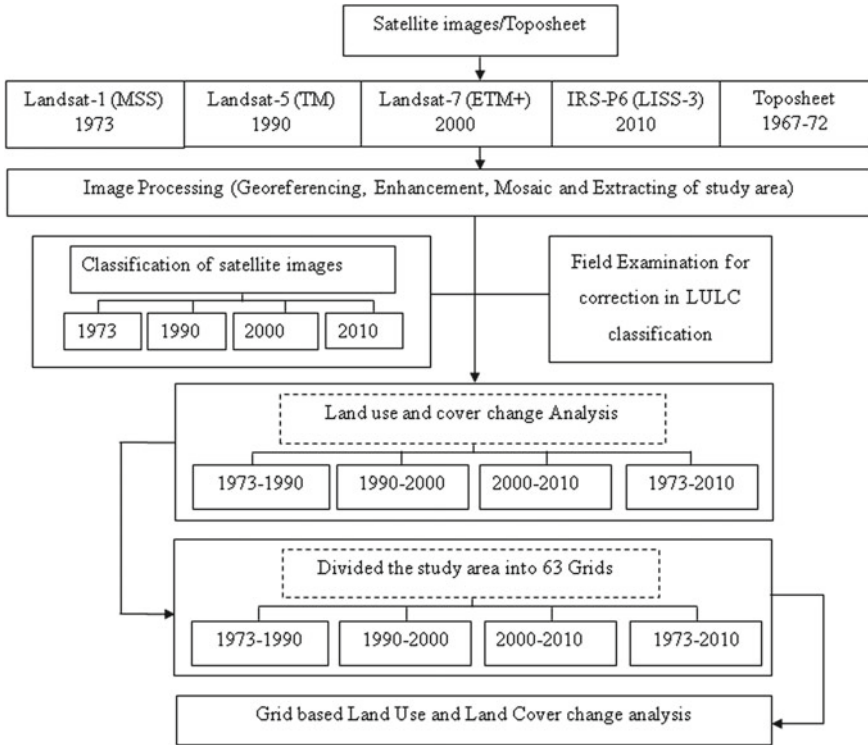 Satellite images/Toposheet
Landsat-1 (MSS)
1973
Landsat-5 (TM)
1990
Landsat-7 (ETM+)
2000
IRS-P6 (LISS-3)
2010
Toposheet
1967-72
Image Processing (Georeferencing, Enhancement, Mosaic and Extracting of study area)
Classification of satellite images
1973
1990
2000
2010
Field Examination for
correction in LULC
classification
Land use and cover change Analysis
1973-1990
1990-2000
2000-2010
1973-2010
Divided the study area into 63 Grids
1973-1990
1990-2000
2000-2010
1973-2010
Grid based Land Use and Land Cover change analysis